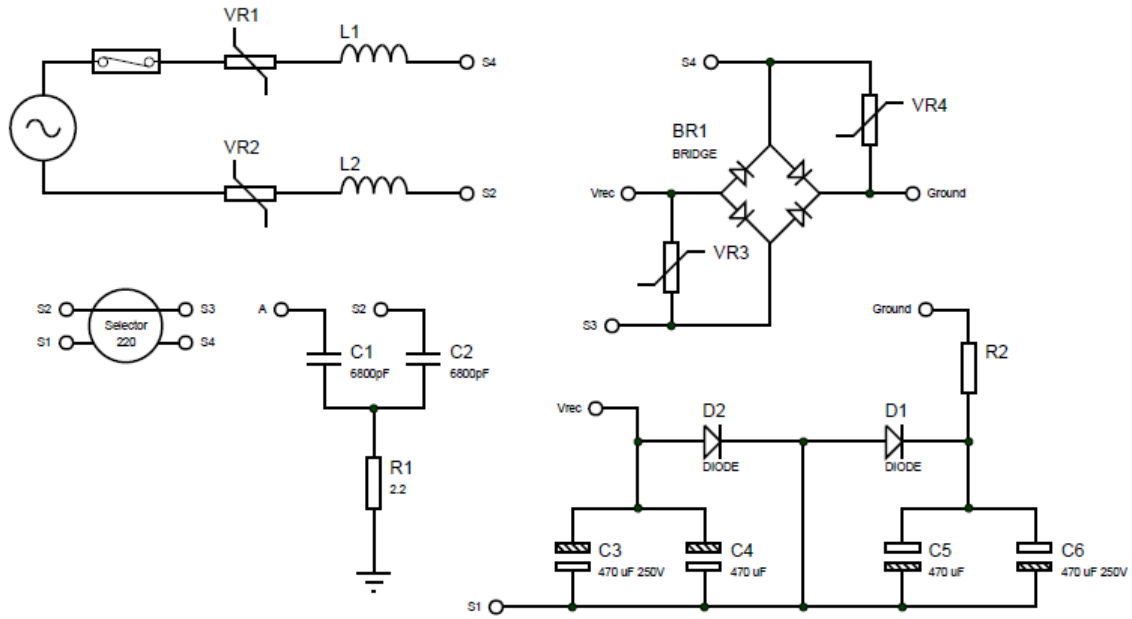 VR1
L1
S4
VR2
L2
S2
S4
VR4
BR1
BRIDGE
Vrec
Ground
VR3
S3
S2
S3
Selector
220
S1
S4
A
S2
C1
6800pF
C2
6800pF
R1
2.2
Ground
R2
Vrec
D2
DIODE
D1
DIODE
C3
470 uF 250V
C4
470 uF
C5
470 uF
C6
470 uF 250V
S1